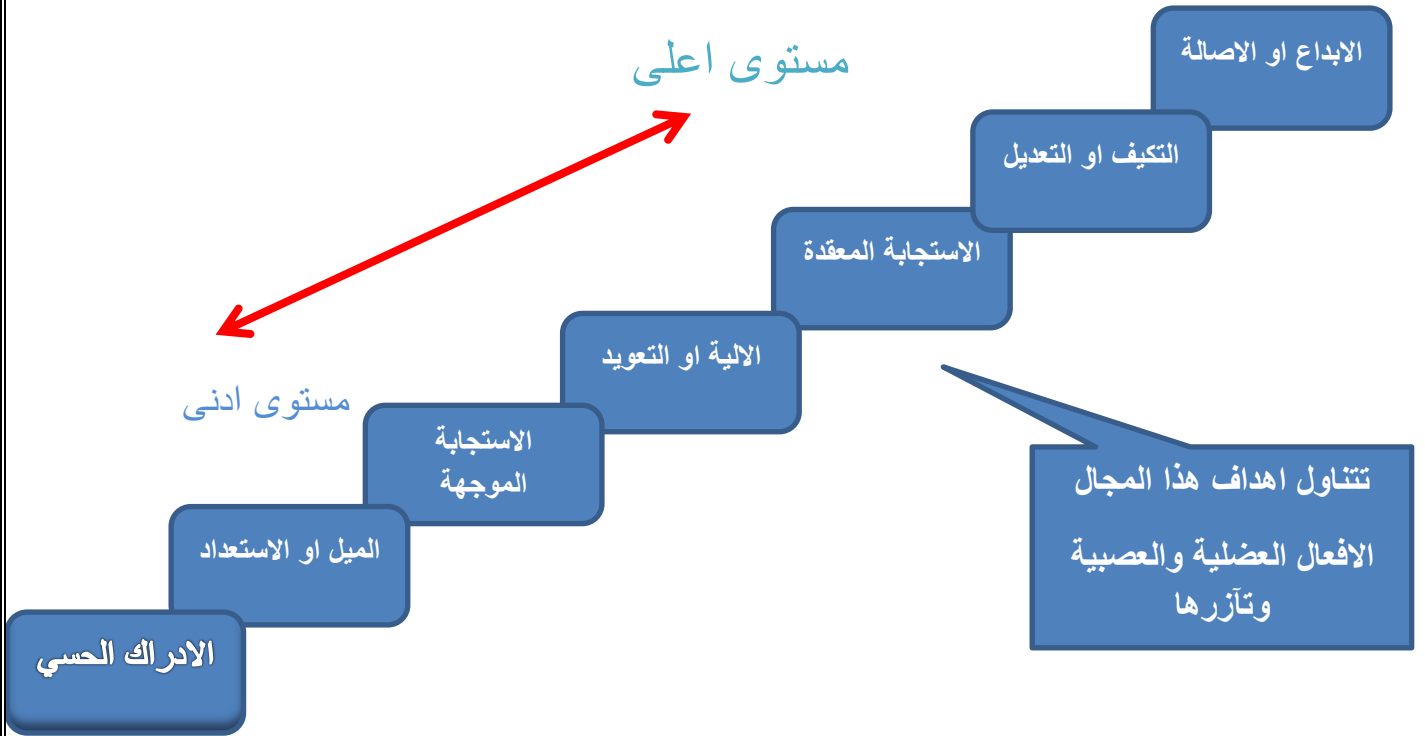 الابداع او الاصالة
مستوى اعلى
التكيف او التعديل
الاستجابة المعقدة
الالية او التعويد
مستوى ادنى
الاستجابة
الموجهة
تتناول اهداف هذا المجال
الافعال العضلية والعصبية
وتآزرها
الميل او الاستعداد
الادراك الحسي